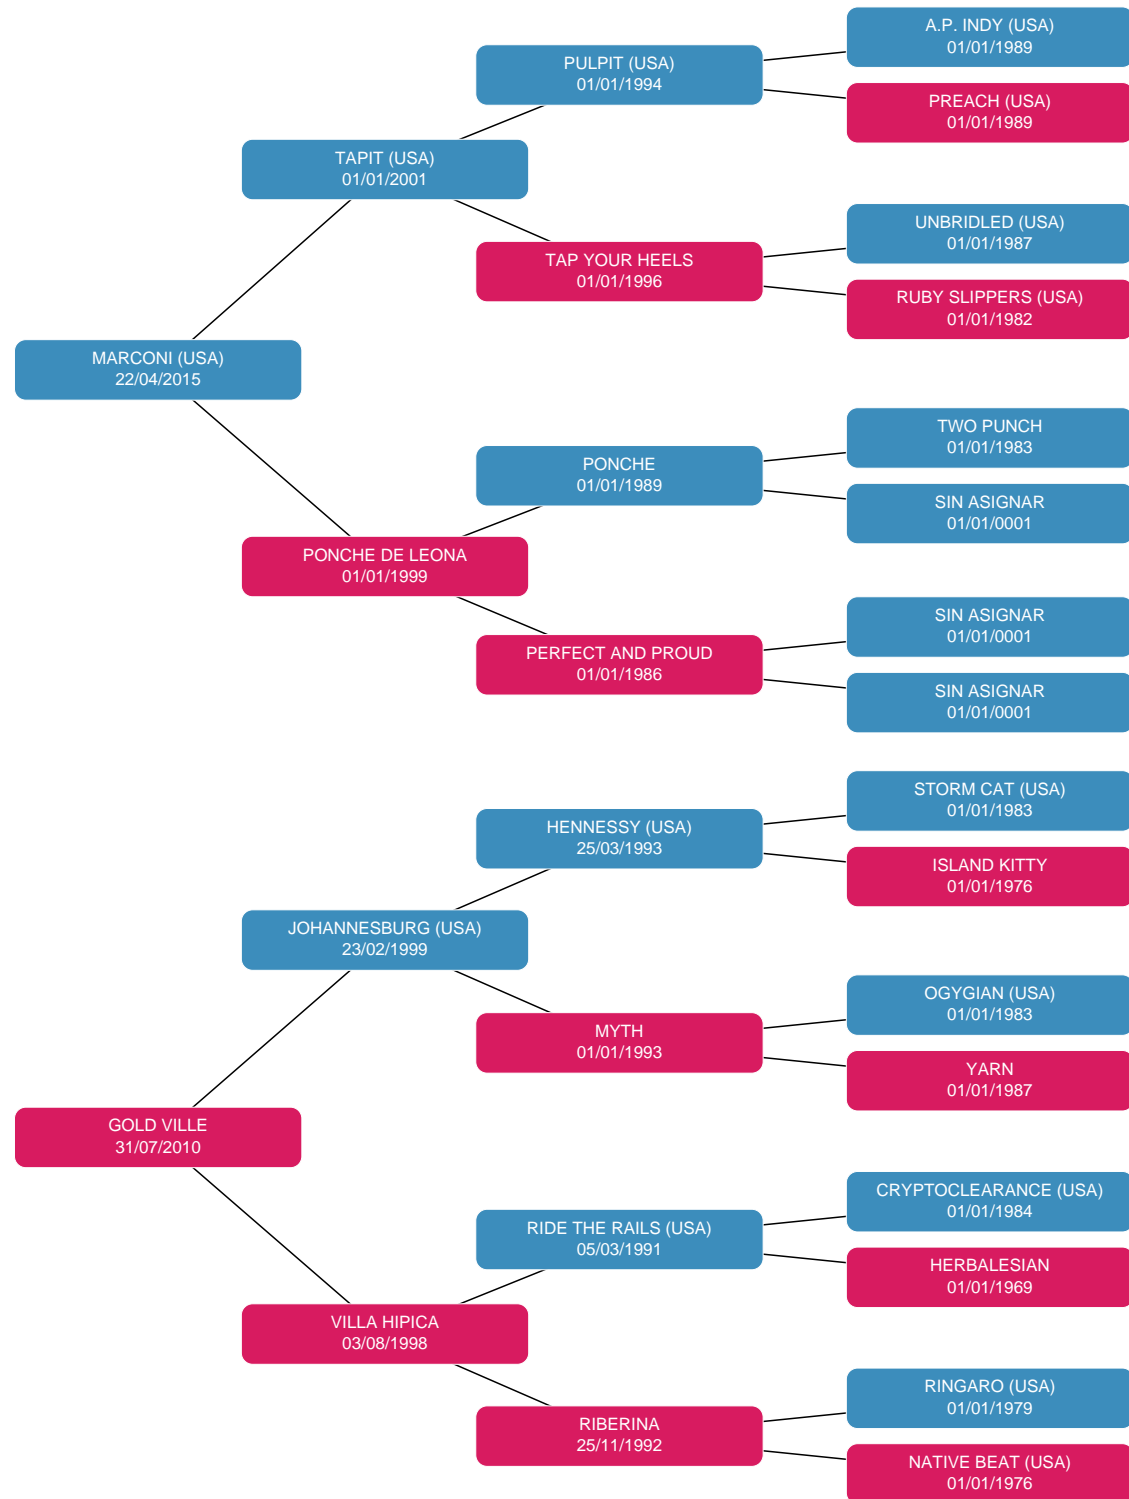 A.P. INDY (USA)
01/01/1989
PULPIT (USA)
01/01/1994
PREACH (USA)
01/01/1989
TAPIT (USA)
01/01/2001
UNBRIDLED (USA)
01/01/1987
TAP YOUR HEELS
01/01/1996
RUBY SLIPPERS (USA)
01/01/1982
MARCONI (USA)
22/04/2015
TWO PUNCH
01/01/1983
PONCHE
01/01/1989
SIN ASIGNAR
01/01/0001
PONCHE DE LEONA
01/01/1999
SIN ASIGNAR
01/01/0001
PERFECT AND PROUD
01/01/1986
SIN ASIGNAR
01/01/0001
STORM CAT (USA)
01/01/1983
HENNESSY (USA)
25/03/1993
ISLAND KITTY
01/01/1976
JOHANNESBURG (USA)
23/02/1999
OGYGIAN (USA)
01/01/1983
MYTH
01/01/1993
YARN
01/01/1987
GOLD VILLE
31/07/2010
CRYPTOCLEARANCE (USA)
01/01/1984
RIDE THE RAILS (USA)
05/03/1991
HERBALESIAN
01/01/1969
VILLA HIPICA
03/08/1998
RINGARO (USA)
01/01/1979
RIBERINA
25/11/1992
NATIVE BEAT (USA)
01/01/1976